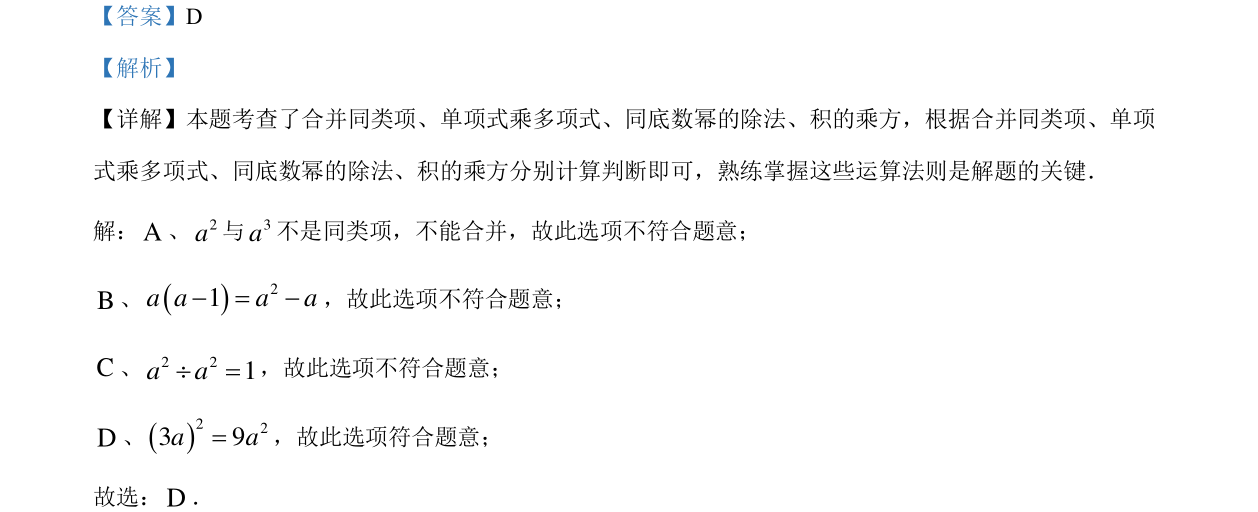 【答案】D
【解析】
【详解】本题考查了合并同类项、单项式乘多项式、同底数幂的除法、积的乘方，根据合并同类项、单项
式乘多项式、同底数幂的除法、积的乘方分别计算判断即可，熟练掌握这些运算法则是解题的关键．
解：A、a²与a³不是同类项，不能合并，故此选项不符合题意；
B、a(a−1)=a²−a，故此选项不符合题意；
C、a²÷a²=1，故此选项不符合题意；
D、(3a)²=9a²，故此选项符合题意；
故选：D．